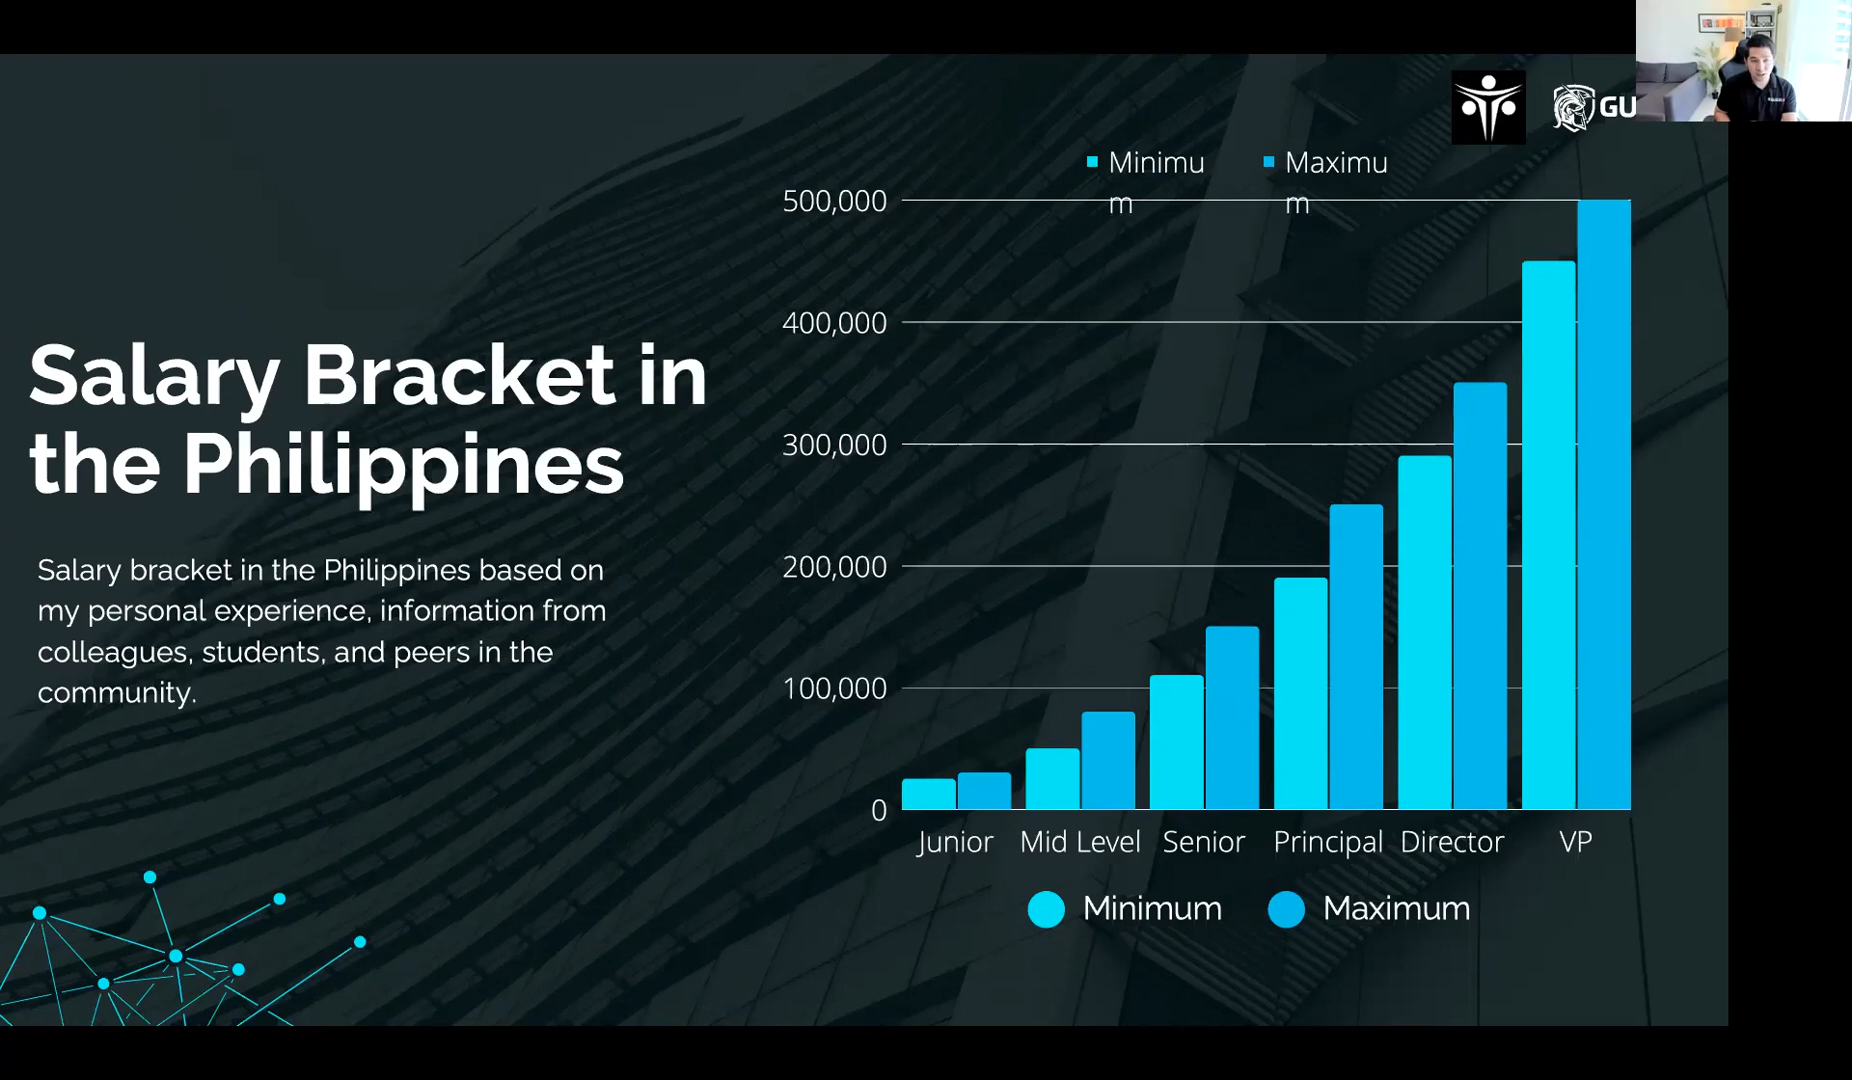 GU
Minimu
m
Maximu
m
Salary Bracket in
the Philippines
Salary bracket in the Philippines based on
my personal experience, information from
colleagues, students, and peers in the
community.
500,000
400,000
300,000
200,000
100,000
0
Junior
Mid Level
Senior
Principal
Director
VP
Minimum
Maximum